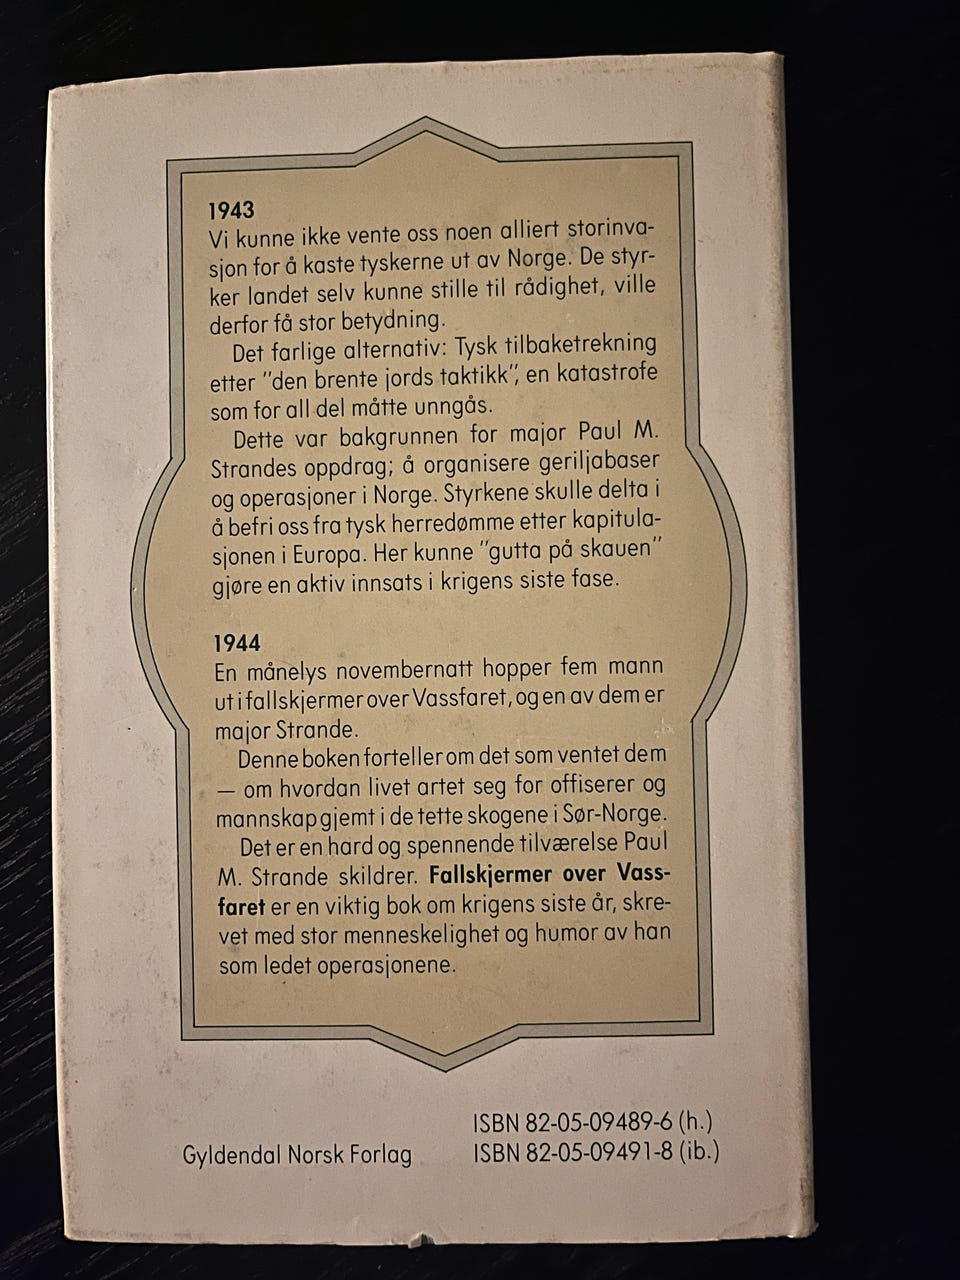 1943
Vi kunne ikke vente oss noen alliert storinva-
sjon for å kaste tyskerne ut av Norge. De styr-
ker landet selv kunne stille til rådighet, ville
derfor få stor betydning.
Det farlige alternativ: Tysk tilbaketrekning
etter "den brente jords taktikk", en katastrofe
som for all del måtte unngås.
Dette var bakgrunnen for major Paul M.
Strandes oppdrag; å organisere geriljabaser
og operasjoner i Norge. Styrkene skulle delta i
å befri oss fra tysk herredømme etter kapitula-
sjonen i Europa. Her kunne "gutta på skauen"
gjøre en aktiv innsats i krigens siste fase.
1944
En månelys novembernatt hopper fem mann
ut i fallskjermer over Vassfaret, og en av dem er
major Strande.
Denne boken forteller om det som ventet dem
— om hvordan livet artet seg for offiserer og
mannskap gjemt i de tette skogene i Sør-Norge.
Det er en hard og spennende tilværelse Paul
M. Strande skildrer. Fallskjermer over Vass-
faret er en viktig bok om krigens siste år, skre-
vet med stor menneskelighet og humor av han
som ledet operasjonene.
Gyldendal Norsk Forlag
ISBN 82-05-09489-6 (h.)
ISBN 82-05-09491-8 (ib.)